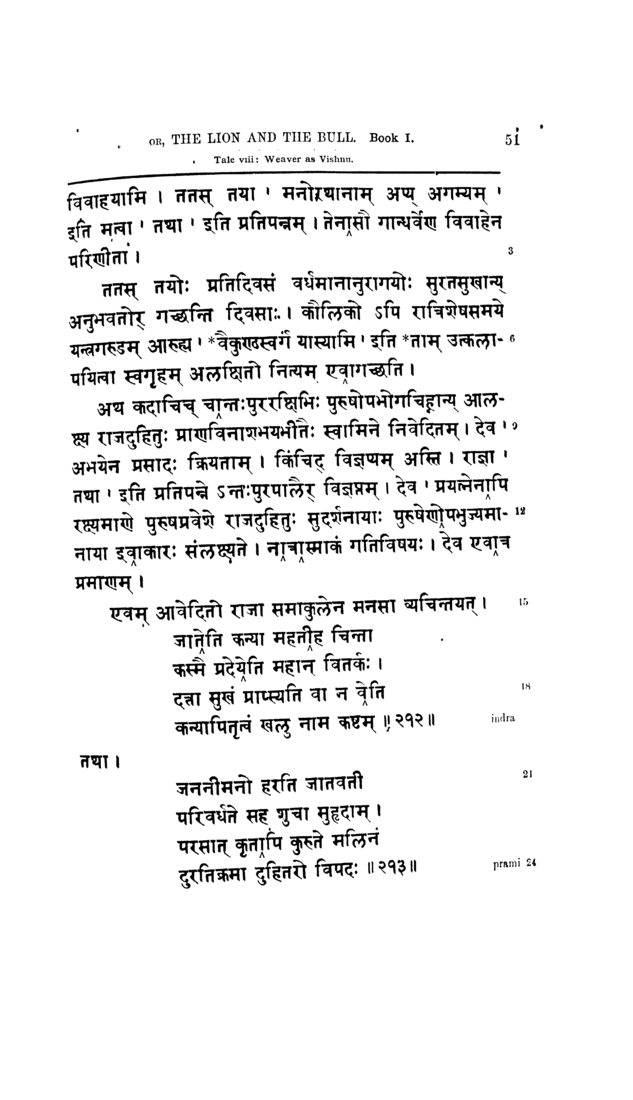 OR, THE LION AND THE BULL. Book I. 51
Tale viii: Weaver as Vishnu.
विवाहयामि । ततस् तया ' मनोरथानाम् अप्य् अगम्यम् '
इति मत्वा ' तथा ' इति प्रतिपन्नम् । तेनासौ गान्धर्वेण विवाहेन
परिणीता । 3
ततस् तयोः प्रतिदिवसं वर्धमानानुरागयोः सुरतसुखान्य्
अनुभवतोर् गच्छन्ति दिवसाः । कौलिको ऽपि रात्रिशेषसमये
यन्त्रगरुडम् आरुह्य ' *वैकुण्ठस्वर्गं यास्यामि ' इति *ताम् उत्कला- 6
पयित्वा स्वगृहम् अलक्षितो नित्यम् एवागच्छति ।
अथ कदाचिच् चान्तःपुररक्षिभिः पुरुषोपभोगचिह्नान्य् आल-
क्ष्य राजदुहितुः प्राणविनाशभयभीतैः स्वामिने निवेदितम् । देव ' 9
अभयेन प्रसादः क्रियताम् । किंचिद् विज्ञप्यम् अस्ति । राज्ञा '
तथा ' इति प्रतिपन्ने ऽन्तःपुरपालैर् विज्ञप्तम् । देव ' प्रयत्नेनापि
रक्ष्यमाणे पुरुषप्रवेशे राजदुहितुः सुदर्शनायाः पुरुषेणोपभुज्यमा- 12
नाया इवाकारः संलक्ष्यते । नात्रास्माकं गतिविषयः । देव एवात्र
प्रमाणम् ।
एवम् आवेदितो राजा समाकुलेन मनसा व्यचिन्तयत् । 15
जातेति कन्या महतीह चिन्ता
कस्मै प्रदेयेति महान् वितर्कः ।
दत्ता सुखं प्राप्स्यति वा न वेति 18
कन्यापितृत्वं खलु नाम कष्टम् ॥ २१२॥ indra
तथा ।
जननीमनो हरति जातवती 21
परिवर्धते सह शुचा सुहृदाम् ।
परसात् कृतापि कुरुते मलिनं
दुरतिक्रमा दुहितरो विपदः ॥ २१३॥ prami 24